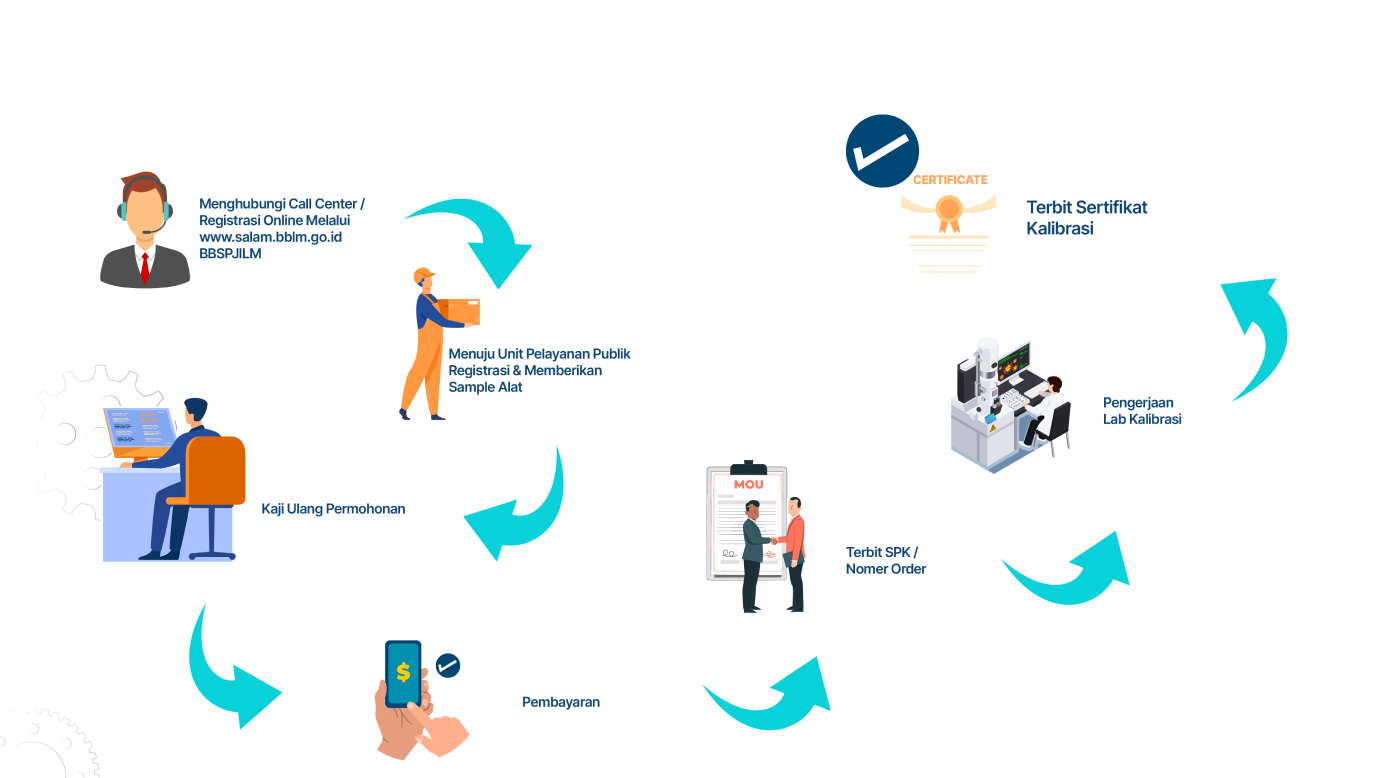 Menghubungi Call Center /
Registrasi Online Melalui
www.salam.bblm.go.id
BBSPJILM
Menuju Unit Pelayanan Publik
Registrasi & Memberikan
Sample Alat
Kaji Ulang Permohonan
$
Pembayaran
MOU
Terbit SPK /
Nomer Order
Pengerjaan
Lab Kalibrasi
CERTIFICATE
Terbit Sertifikat
Kalibrasi